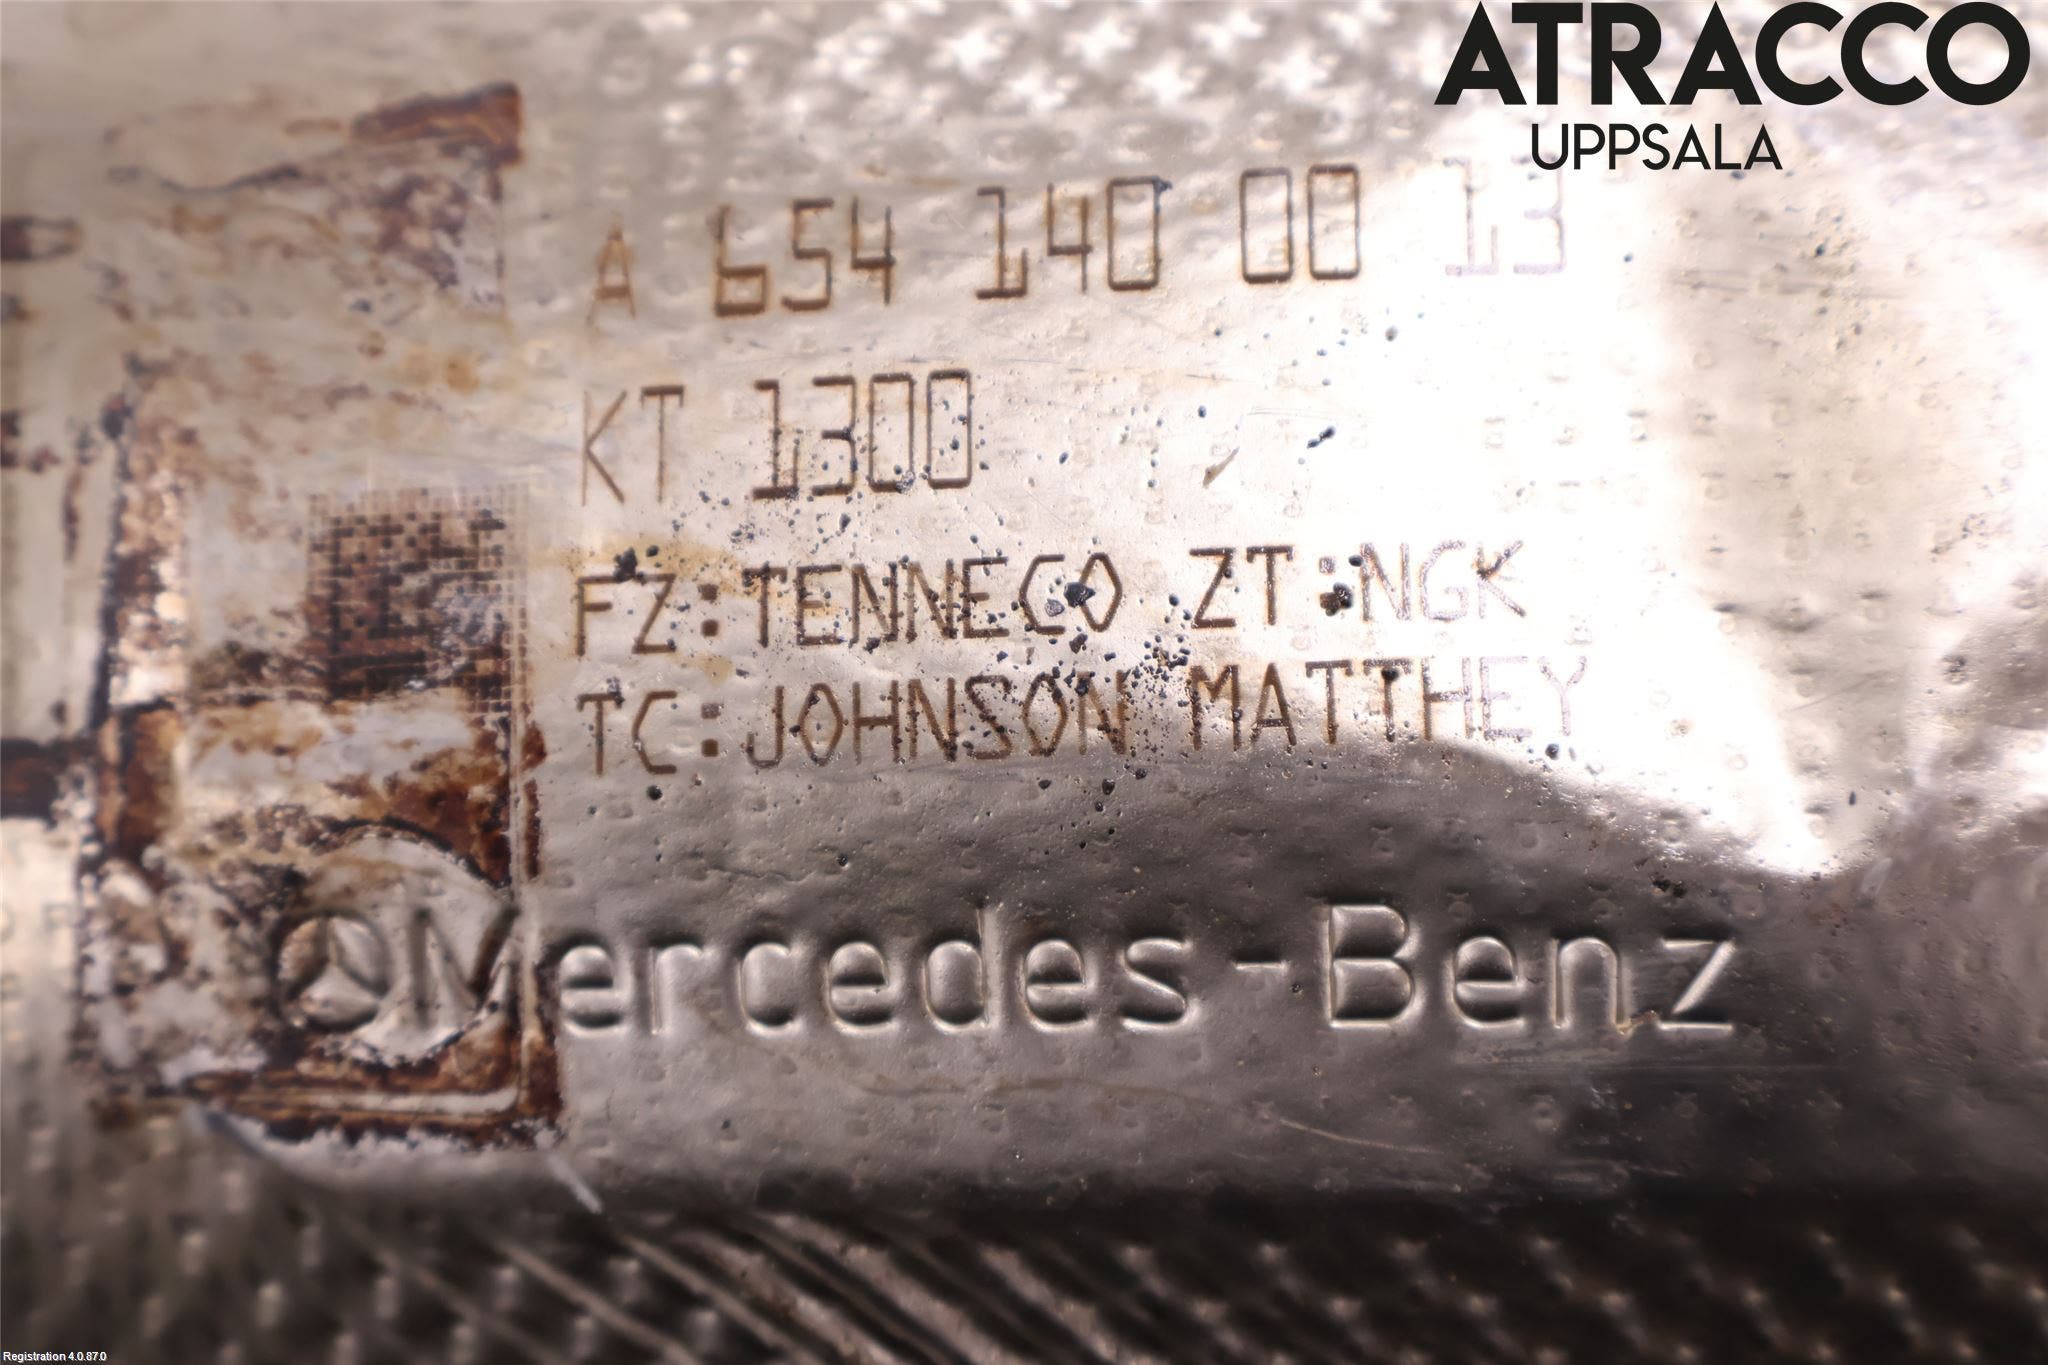 ATRACCO
UPPSALA
A 654 140 00 13
KT 1300
FZ:TENNECO ZT:NGK
TC:JOHNSON MATTHEY
Mercedes-Benz
Registration 4.0.87.0